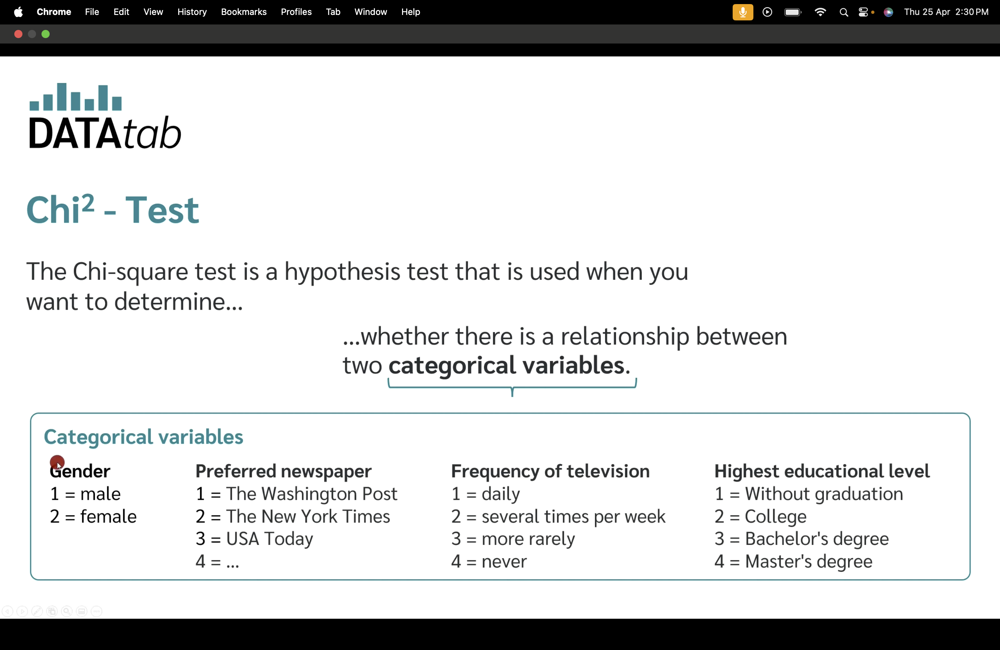 Chrome File Edit View History Bookmarks Profiles Tab Window Help Thu 25 Apr 2:30 PM
DATAtab
Chi² - Test
The Chi-square test is a hypothesis test that is used when you
want to determine...
...whether there is a relationship between
two categorical variables.
Categorical variables
Gender
1 = male
2 = female
Preferred newspaper
1 = The Washington Post
2 = The New York Times
3 = USA Today
4 = ...
Frequency of television
1 = daily
2 = several times per week
3 = more rarely
4 = never
Highest educational level
1 = Without graduation
2 = College
3 = Bachelor's degree
4 = Master's degree